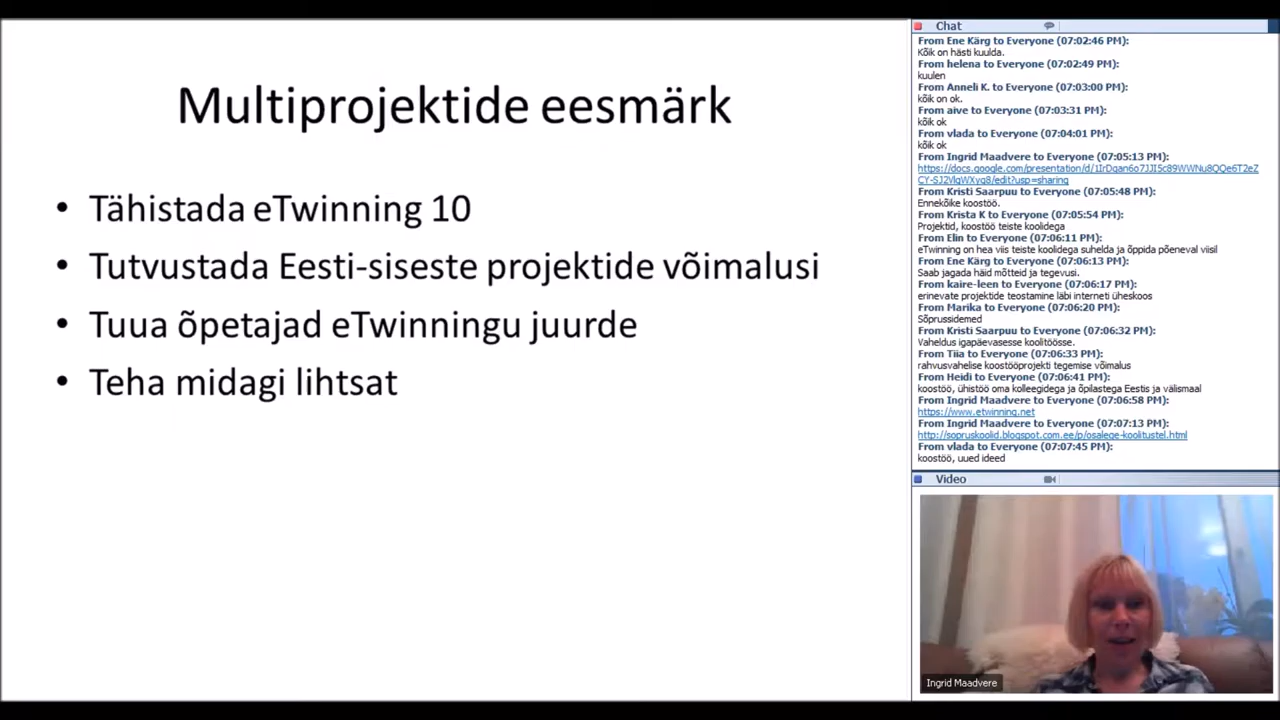 Multiprojektide eesmärk
• Tähistada eTwinning 10
• Tutvustada Eesti-siseste projektide võimalusi
• Tuua õpetajad eTwinningu juurde
• Teha midagi lihtsat
Chat
From Ene Kärg to Everyone (07:02:46 PM):
Kõik on hästi kuulda.
From helena to Everyone (07:02:49 PM):
kuulen
From Anneli K. to Everyone (07:03:00 PM):
kõik on ok.
From aive to Everyone (07:03:31 PM):
kõik ok
From vlada to Everyone (07:04:01 PM):
kõik ok
From Ingrid Maadvere to Everyone (07:05:13 PM):
From Kristi Saarpuu to Everyone (07:05:48 PM):
Ennekõike koostöö.
From Krista K to Everyone (07:05:54 PM):
Projektid, koostöö teiste koolidega
From Elin to Everyone (07:06:11 PM):
eTwinning on hea viis teiste koolidega suhelda ja õppida põeneval viisil
From Ene Kärg to Everyone (07:06:13 PM):
Saab jagada häid mõtteid ja tegevusi.
From kaire-leen to Everyone (07:06:17 PM):
erinevate projektide teostamine läbi interneti üheskoos
From Marika to Everyone (07:06:20 PM):
Sõprussidemed
From Kristi Saarpuu to Everyone (07:06:32 PM):
Vaheldus igapäevasesse koolitöösse.
From Tiia to Everyone (07:06:33 PM):
rahvusvahelise koostööprojekti tegemise võimalus
From Heidi to Everyone (07:06:41 PM):
koostöö, ühistöö oma kolleegidega ja õpilastega Eestis ja välismaal
From Ingrid Maadvere to Everyone (07:06:58 PM):
https://www.etwinning.net
From Ingrid Maadvere to Everyone (07:07:13 PM):
http://sopruskoolid.blogspot.com.ee/p/osalege-koolitustel.html
From vlada to Everyone (07:07:45 PM):
koostöö, uued ideed
Video
Ingrid Maadvere